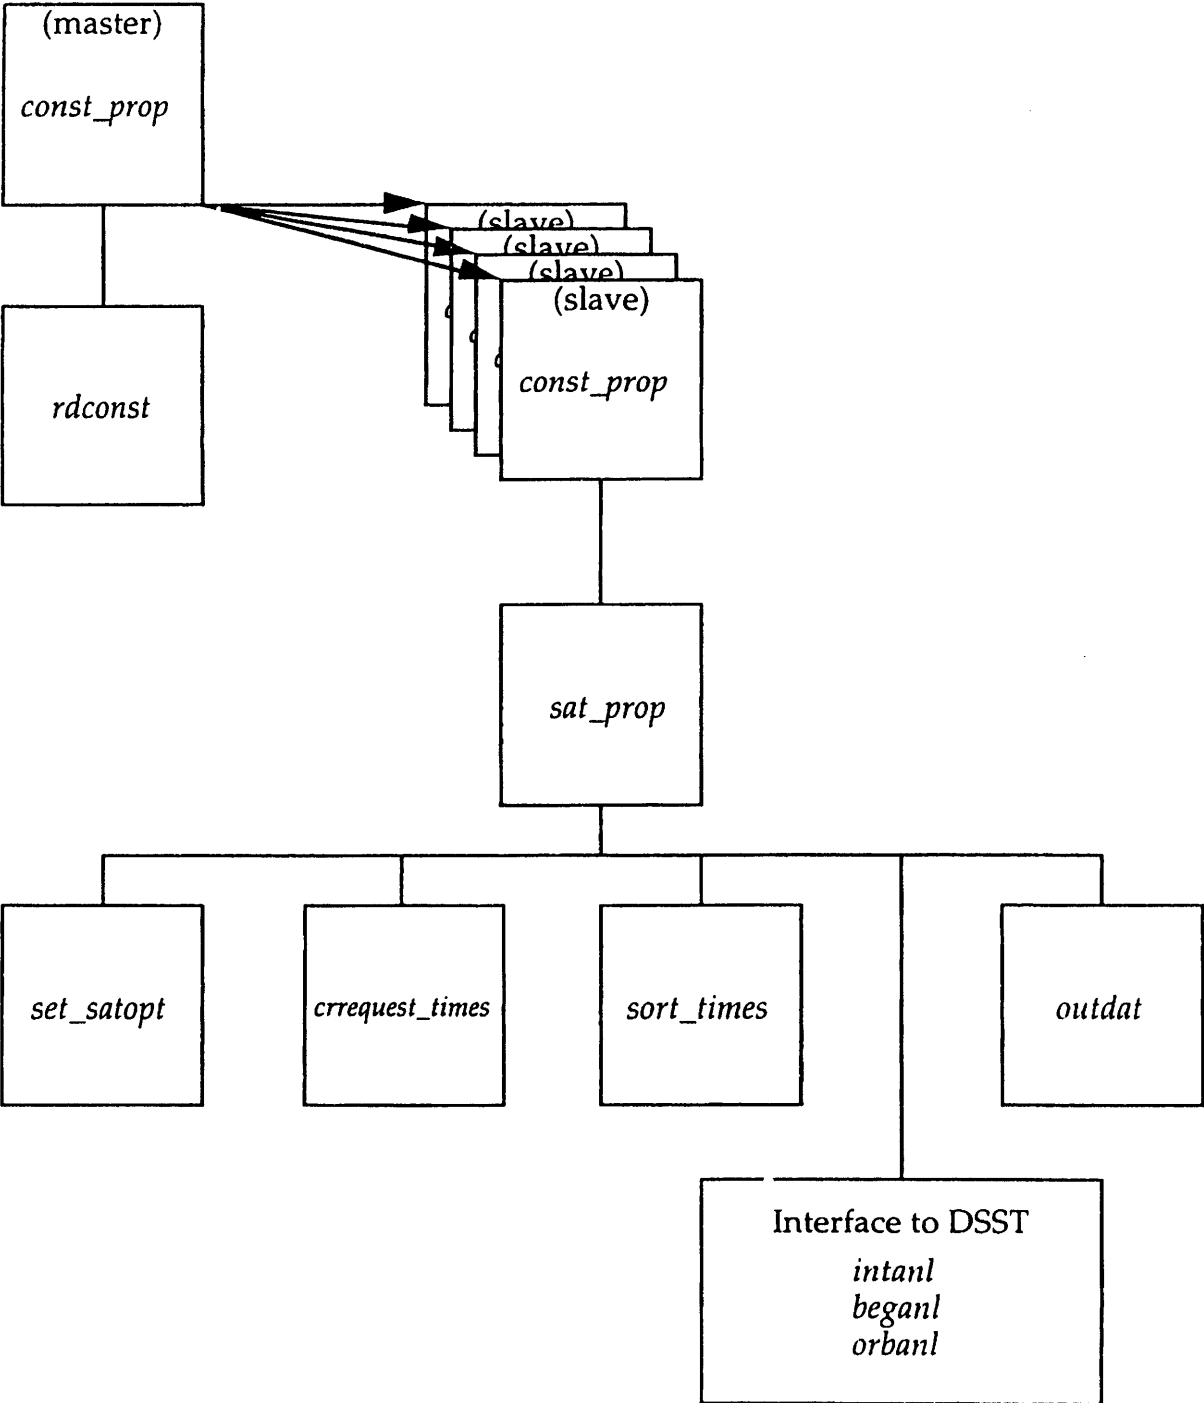 (master)
const_prop
(slave)
(slave)
(slave)
(slave)
const_prop
rdconst
sat_prop
set_satopt
crrequest_times
sort_times
outdat
Interface to DSST
intanl
beganl
orbanl